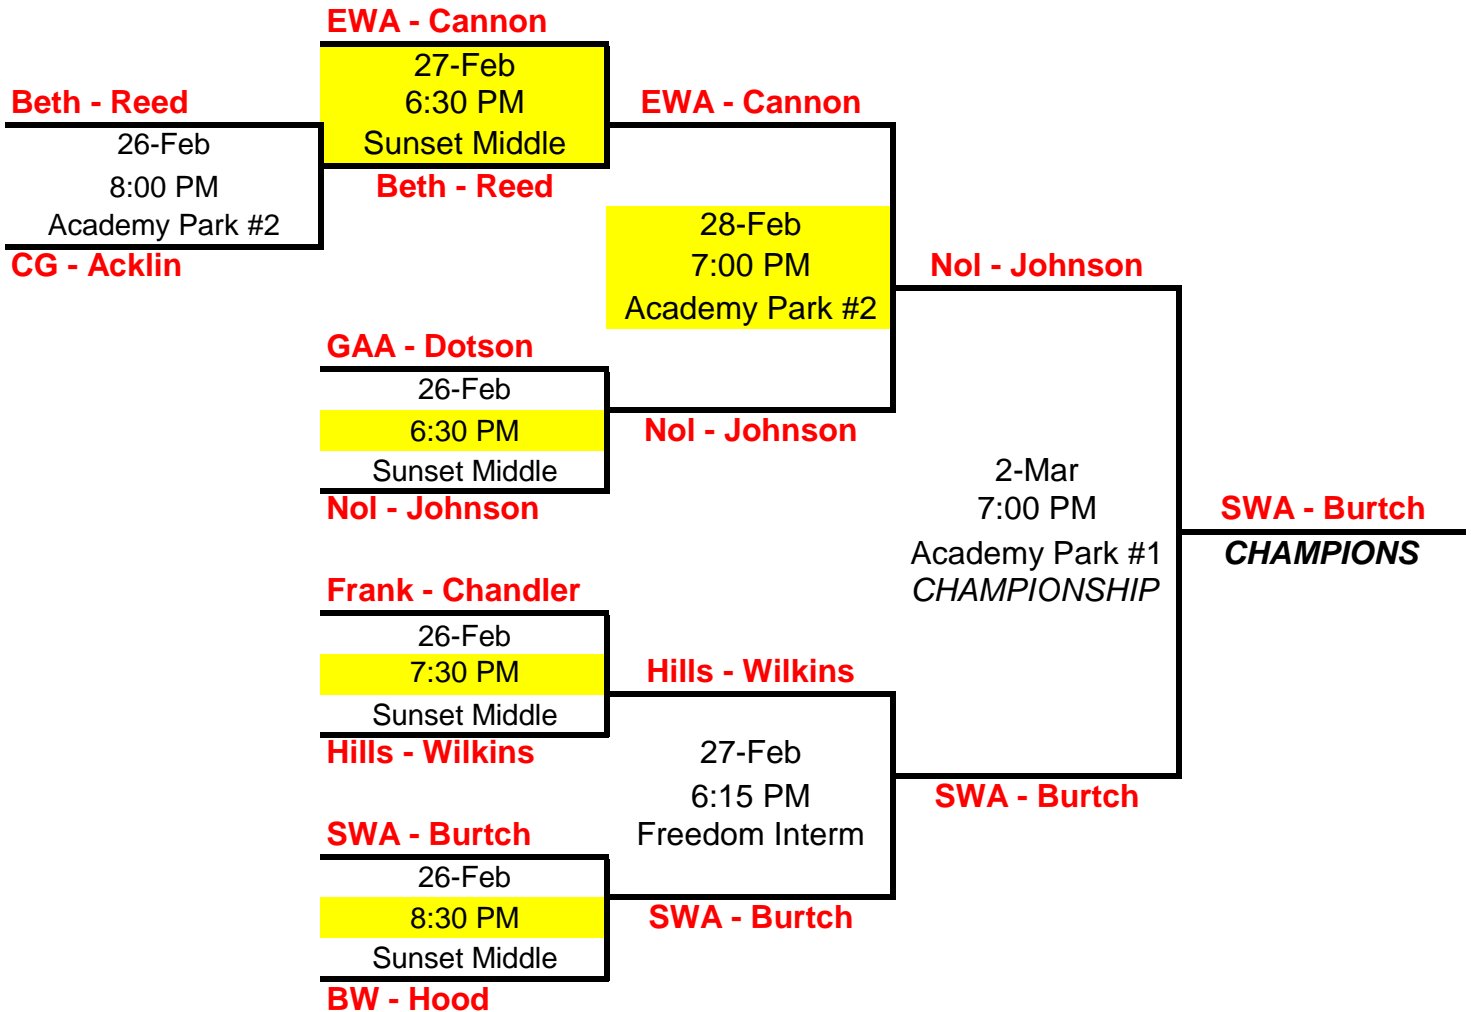 EWA - Cannon
27-Feb
6:30 PM
Sunset Middle
Beth - Reed
Beth - Reed
26-Feb
8:00 PM
Academy Park #2
CG - Acklin
EWA - Cannon
28-Feb
7:00 PM
Academy Park #2
Nol - Johnson
GAA - Dotson
26-Feb
6:30 PM
Sunset Middle
Nol - Johnson
Nol - Johnson
2-Mar
7:00 PM
Academy Park #1
CHAMPIONSHIP
SWA - Burtch
CHAMPIONS
Frank - Chandler
26-Feb
7:30 PM
Sunset Middle
Hills - Wilkins
Hills - Wilkins
27-Feb
6:15 PM
Freedom Interm
SWA - Burtch
SWA - Burtch
SWA - Burtch
26-Feb
8:30 PM
Sunset Middle
BW - Hood